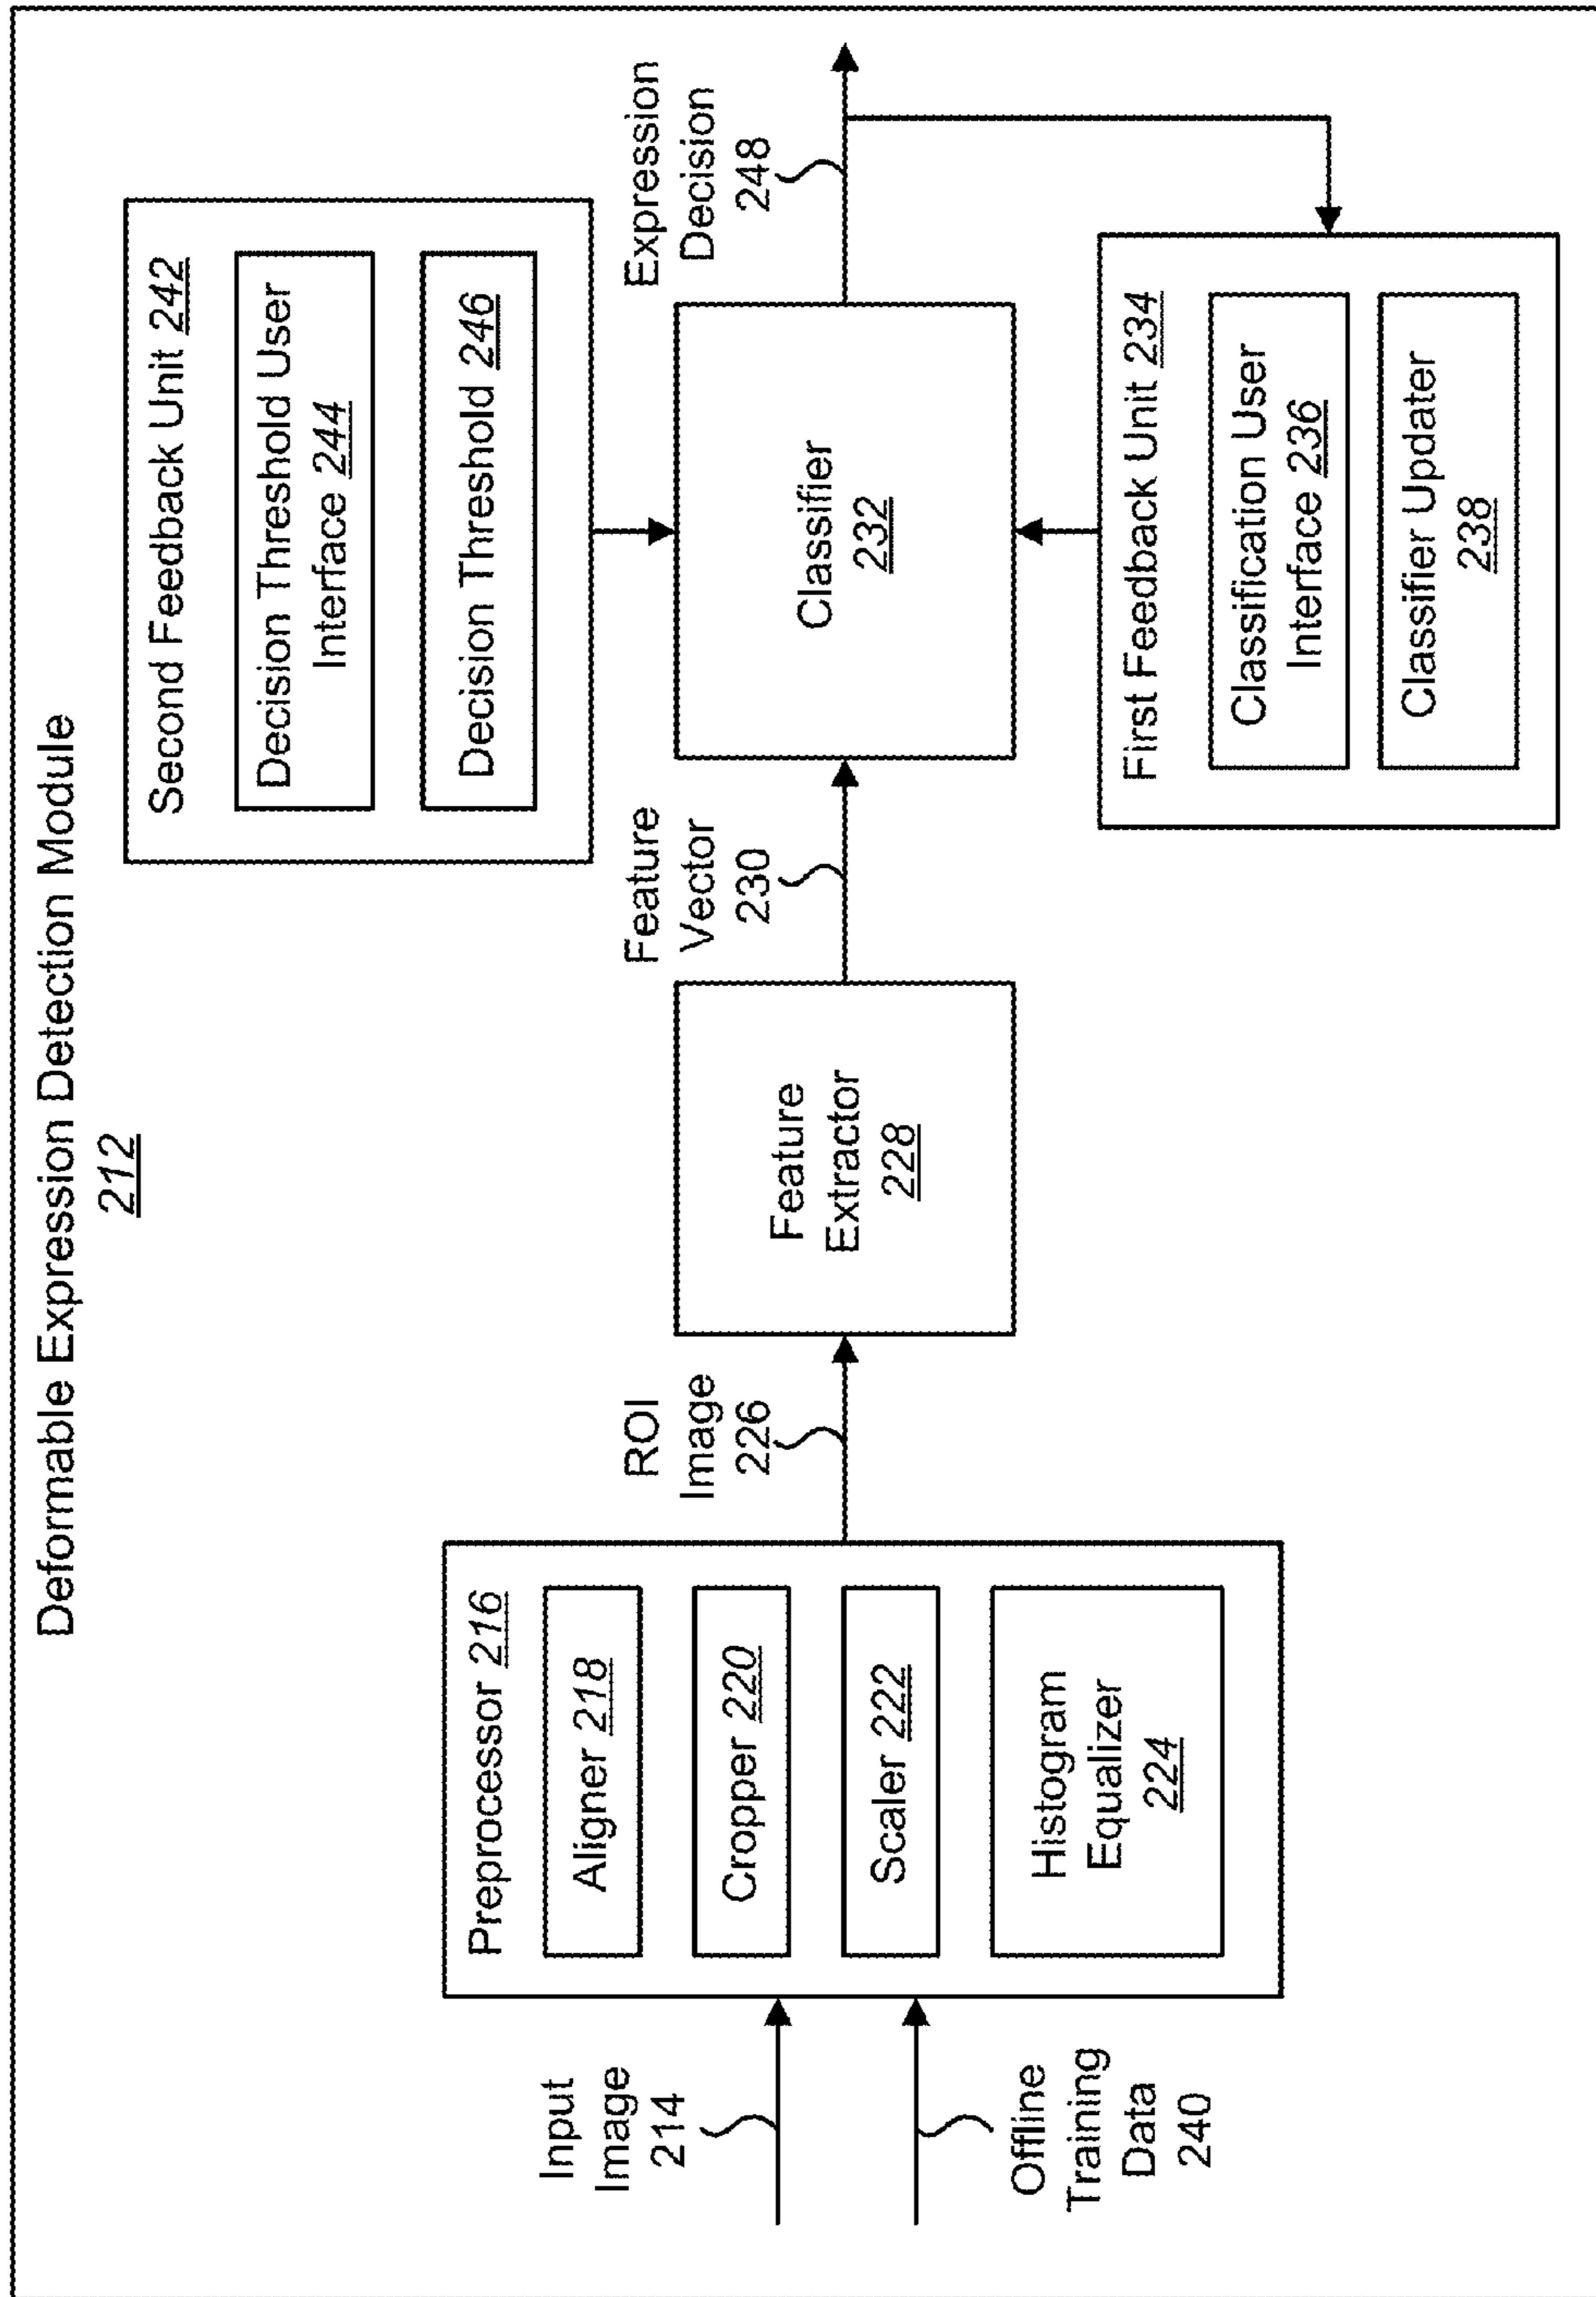 Deformable Expression Detection Module
212
Input
Image
214
Offline
Training
Data
240
Preprocessor 216
Aligner 218
Cropper 220
Scaler 222
Histogram
Equalizer
224
ROI
Image
226
Feature
Extractor
228
Feature
Vector
230
Second Feedback Unit 242
Decision Threshold User
Interface 244
Decision Threshold 246
Classifier
232
First Feedback Unit 234
Classification User
Interface 236
Classifier Updater
238
Expression
Decision
248